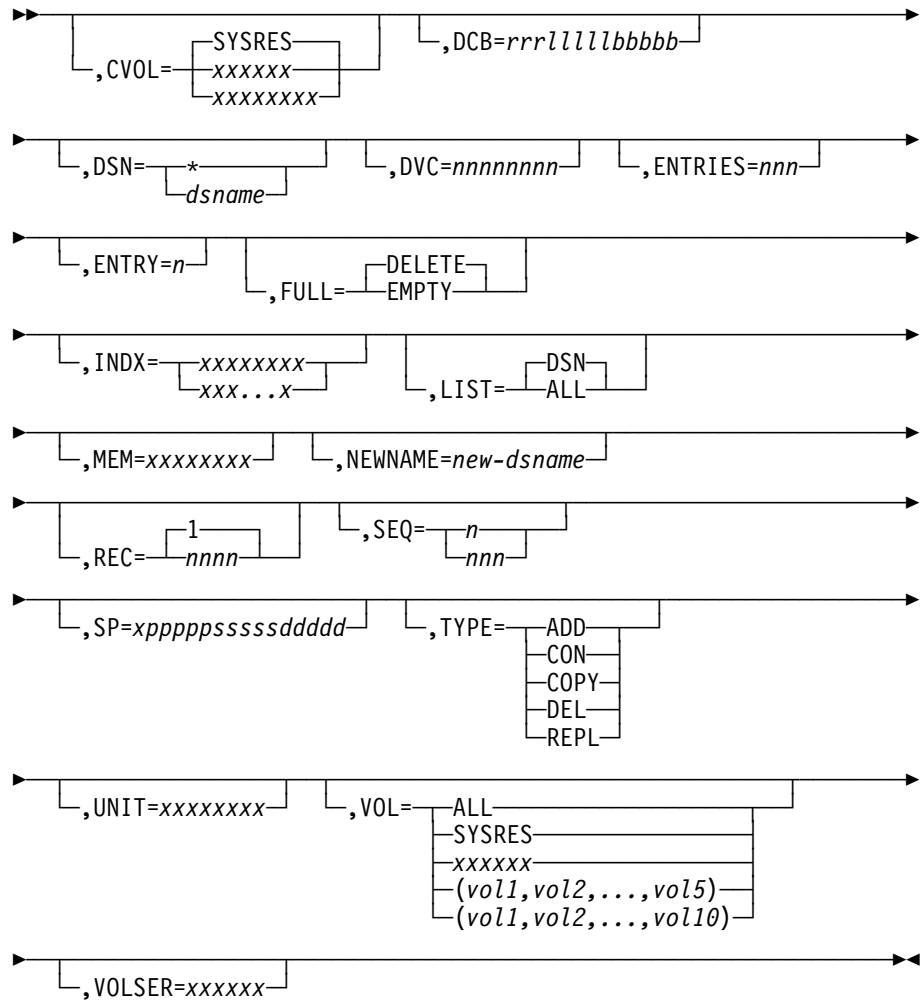 SYSRES
,DCB=rrrlllllbbbbb
,CVOL=
xxxxxx
xxxxxxxx
,DSN=
*
,DVC=nnnnnnnn
,ENTRIES=nnn
dsname
,ENTRY=n
DELETE
,FULL=
EMPTY
,INDX=
xxxxxxxx
DSN
xxx...x
,LIST=
ALL
,MEM=xxxxxxxx
,NEWNAME=new-dsname
1
,SEQ=
n
,REC=
nnnn
nnn
,SP=xpppppsssssddddd
,TYPE=
ADD
CON
COPY
DEL
REPL
,UNIT=xxxxxxxx
,VOL=
ALL
SYSRES
xxxxxx
(vol1,vol2,...,vol5)
(vol1,vol2,...,vol10)
,VOLSER=xxxxxx